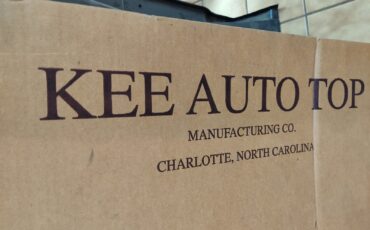 KEE AUTO TOP
MANUFACTURING CO.
CHARLOTTE, NORTH CAROLINA